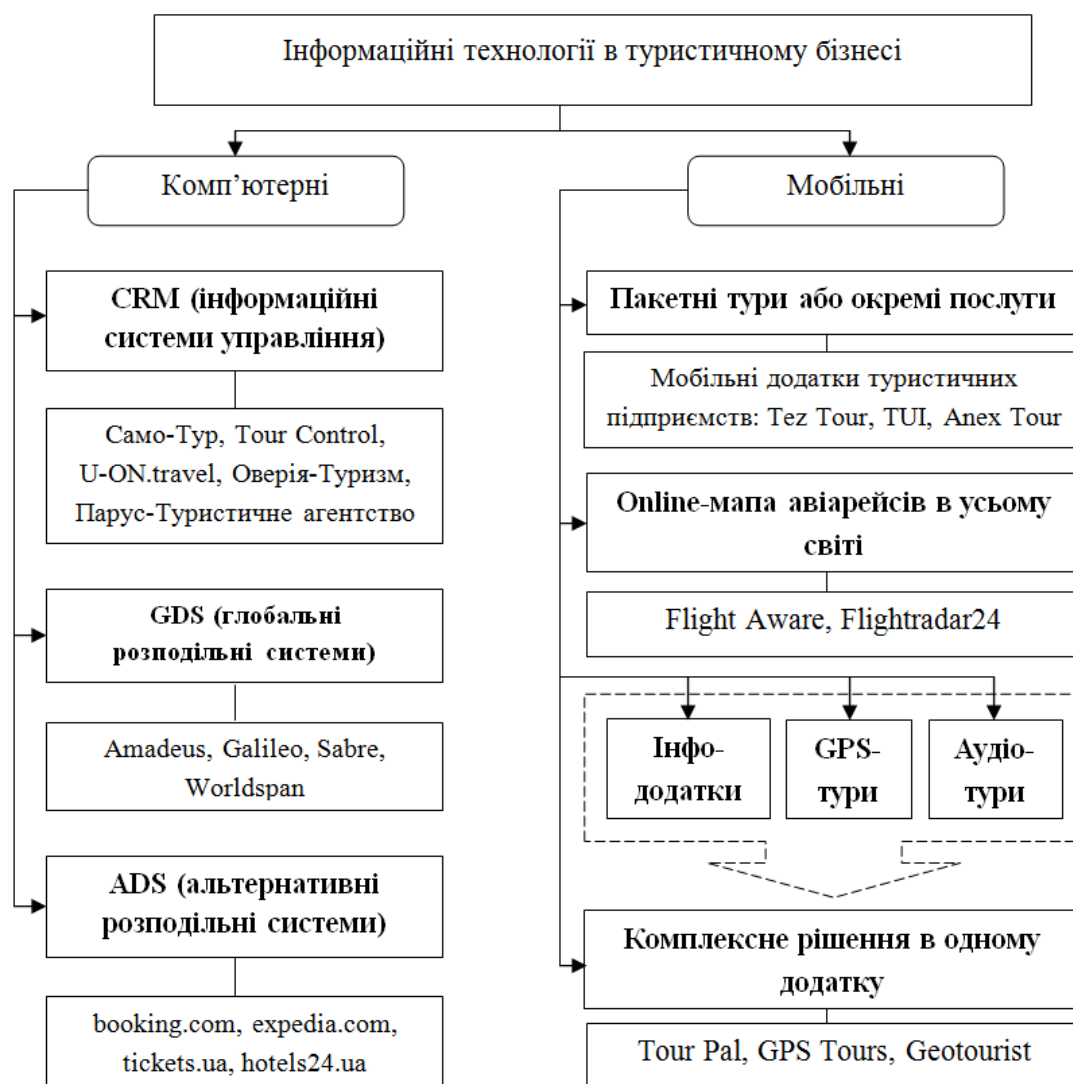 Інформаційні технології в туристичному бізнесі
Комп’ютерні
CRM (інформаційні
системи управління)
Само-Тур, Tour Control,
U-ON.travel, Оверія-Туризм,
Парус-Туристичне агентство
GDS (глобальні
розподільні системи)
Amadeus, Galileo, Sabre,
Worldspan
ADS (альтернативні
розподільні системи)
booking.com, expedia.com,
tickets.ua, hotels24.ua
Мобільні
Пакетні тури або окремі послуги
Мобільні додатки туристичних
підприємств: Tez Tour, TUI, Anex Tour
Online-мапа авіарейсів в усьому
світі
Flight Aware, Flightradar24
Інфо-
додатки
GPS-
тури
Аудіо-
тури
Комплексне рішення в одному
додатку
Tour Pal, GPS Tours, Geotourist